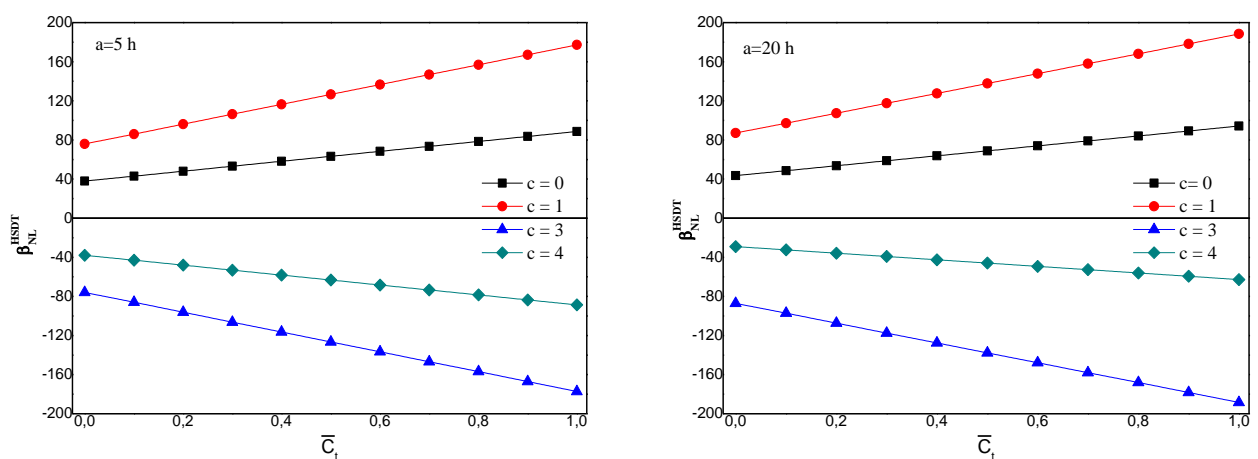 a=5 h
200
160
120
80
40
0
-40
-80
-120
-160
-200
β_NL^HSDT
c = 0
c = 1
c = 3
c = 4
0,0 0,2 0,4 0,6 0,8 1,0
C̅_t
a=20 h
200
160
120
80
40
0
-40
-80
-120
-160
-200
β_NL^HSDT
c= 0
c = 1
c = 3
c = 4
0,0 0,2 0,4 0,6 0,8 1,0
C̅_t